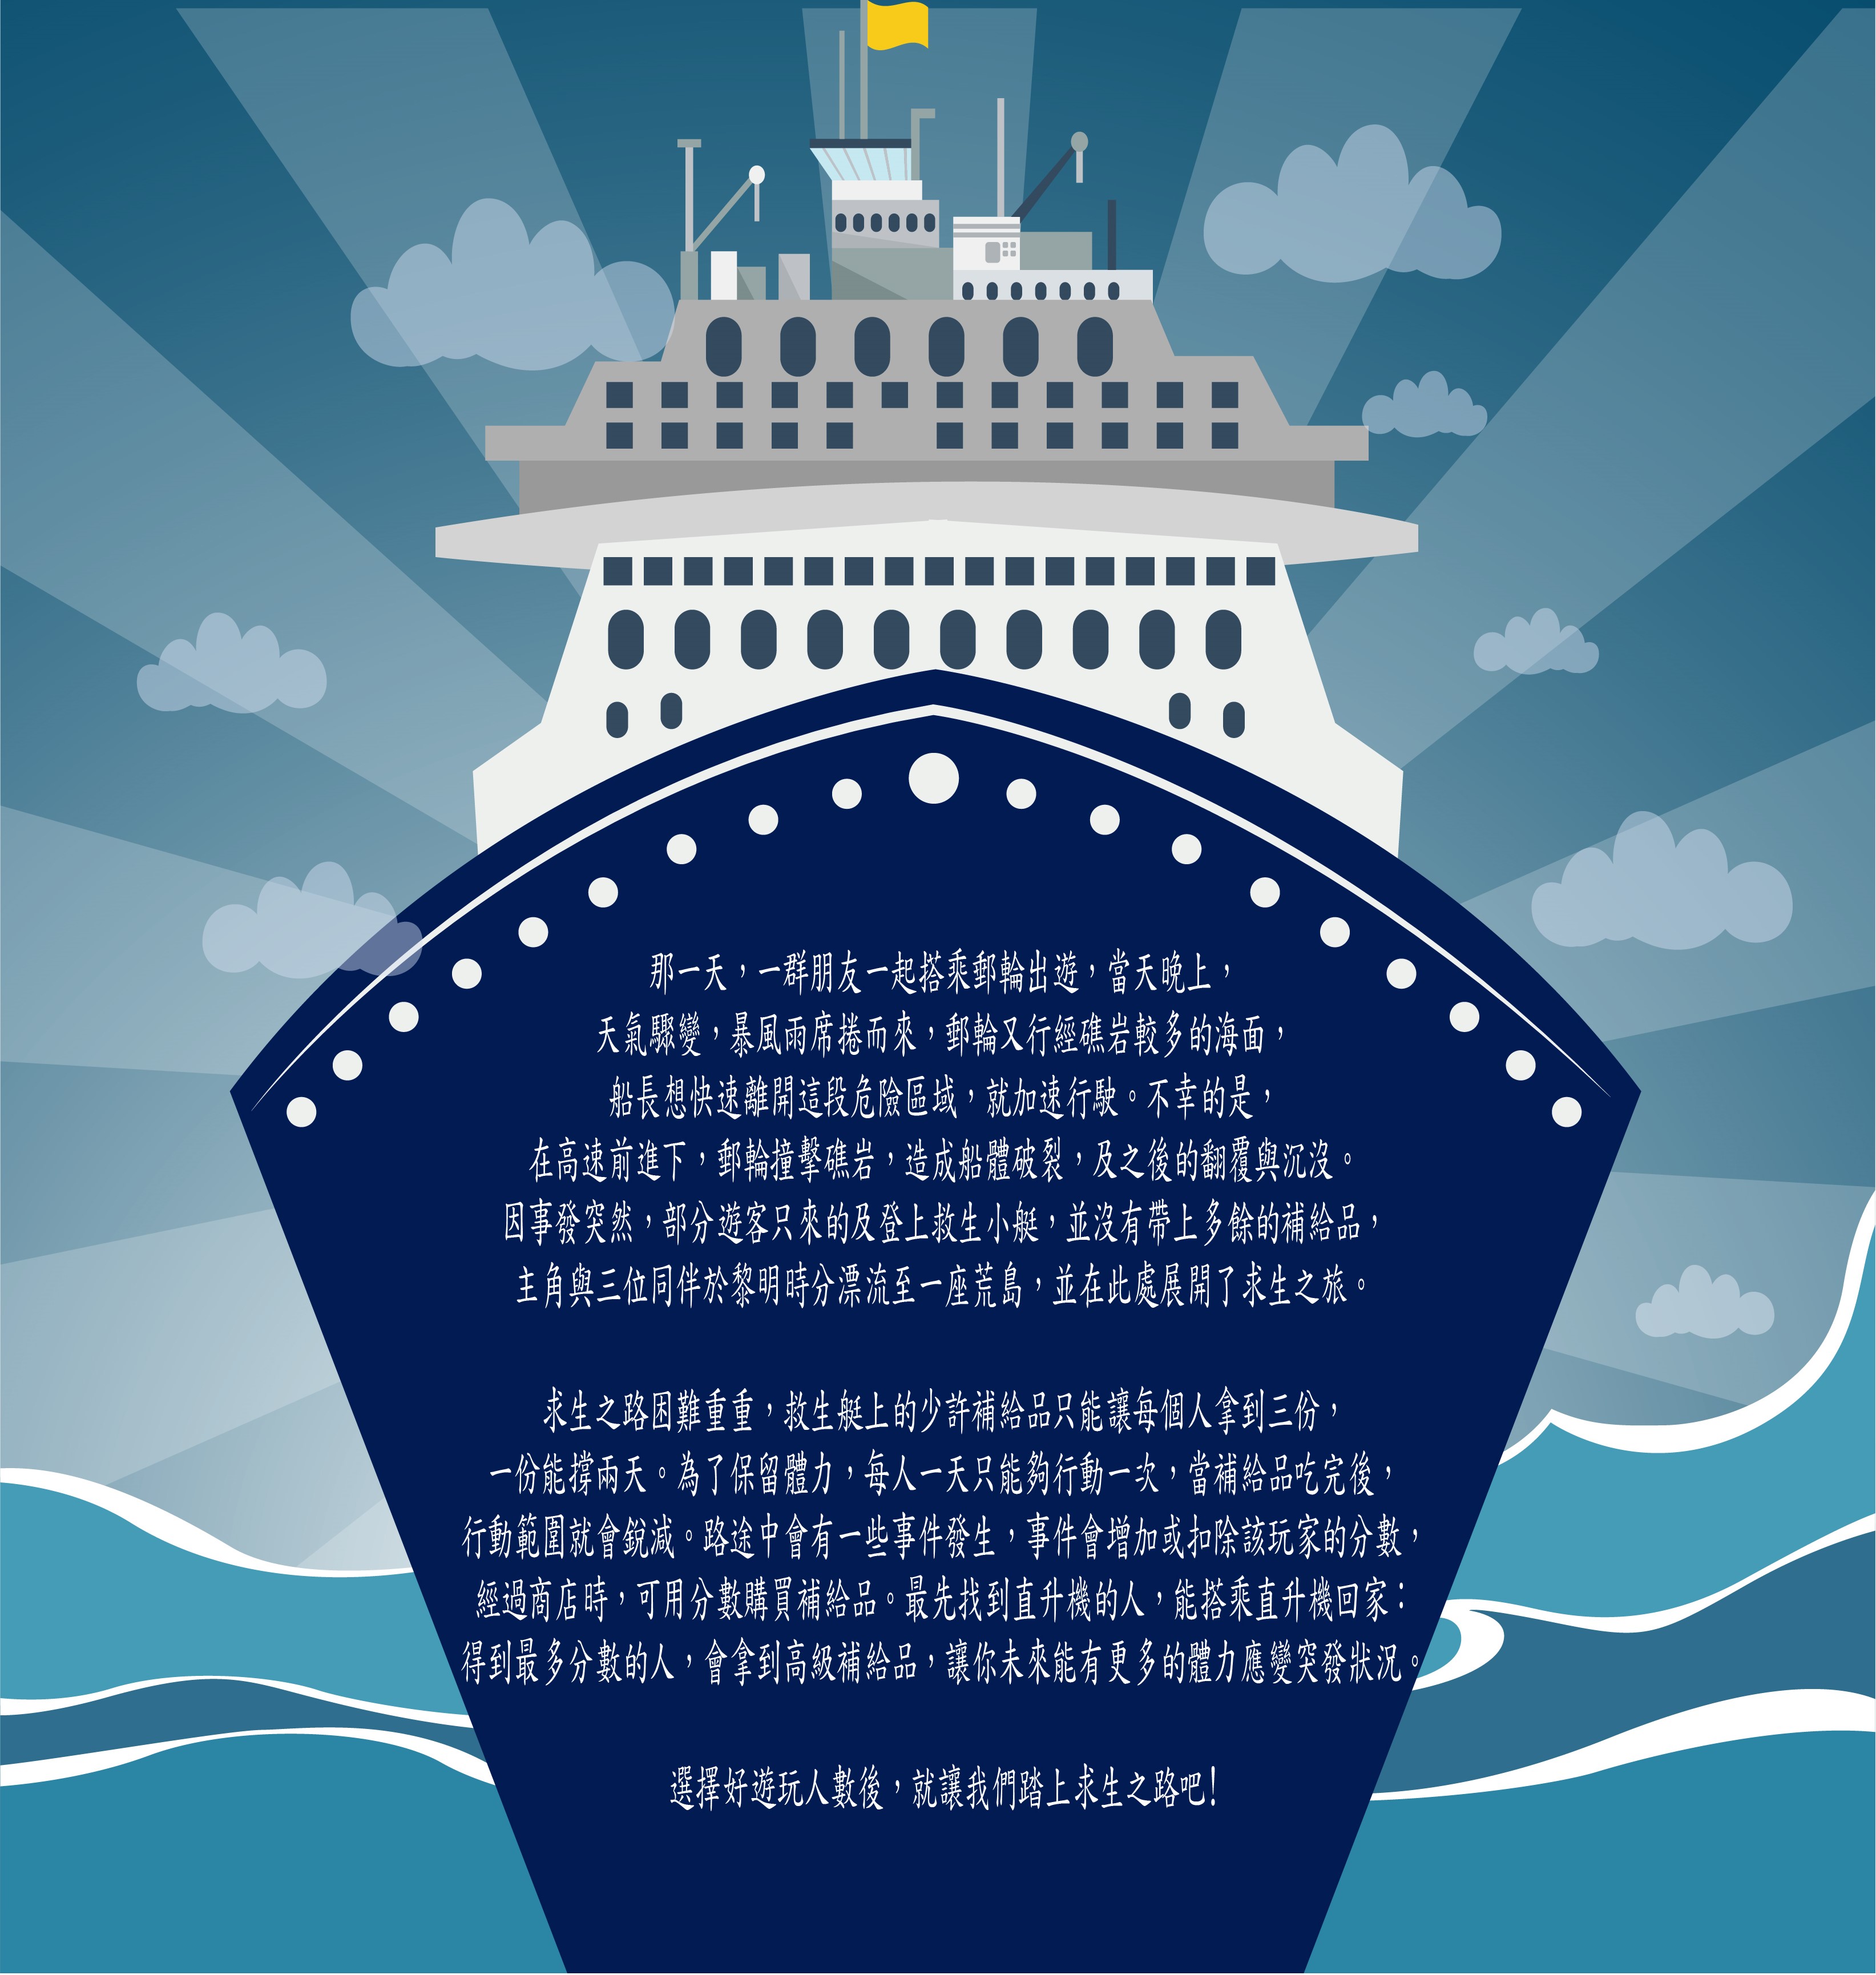 那一天，一群朋友一起搭乘郵輪出遊，當天晚上，
天氣驟變，暴風雨席捲而來，郵輪又行經礁岩較多的海面，
船長想快速離開這段危險區域，就加速行駛。不幸的是，
在高速前進下，郵輪撞擊礁岩，造成船體破裂，及之後的翻覆與沉沒。
因事發突然，部分遊客只來的及登上救生小艇，並沒有帶上多餘的補給品，
主角與三位同伴於黎明時分漂流至一座荒島，並在此處展開了求生之旅。
求生之路困難重重，救生艇上的少許補給品只能讓每個人拿到三份，
一份能撐兩天。為了保留體力，每人一天只能夠行動一次，當補給品吃完後，
行動範圍就會銳減。路途中會有一些事件發生，事件會增加或扣除該玩家的分數，
經過商店時，可用分數購買補給品。最先找到直升機的人，能搭乘直升機回家：
得到最多分數的人，會拿到高級補給品，讓你未來能有更多的體力應變突發狀況。
選擇好遊玩人數後，就讓我們踏上求生之路吧！